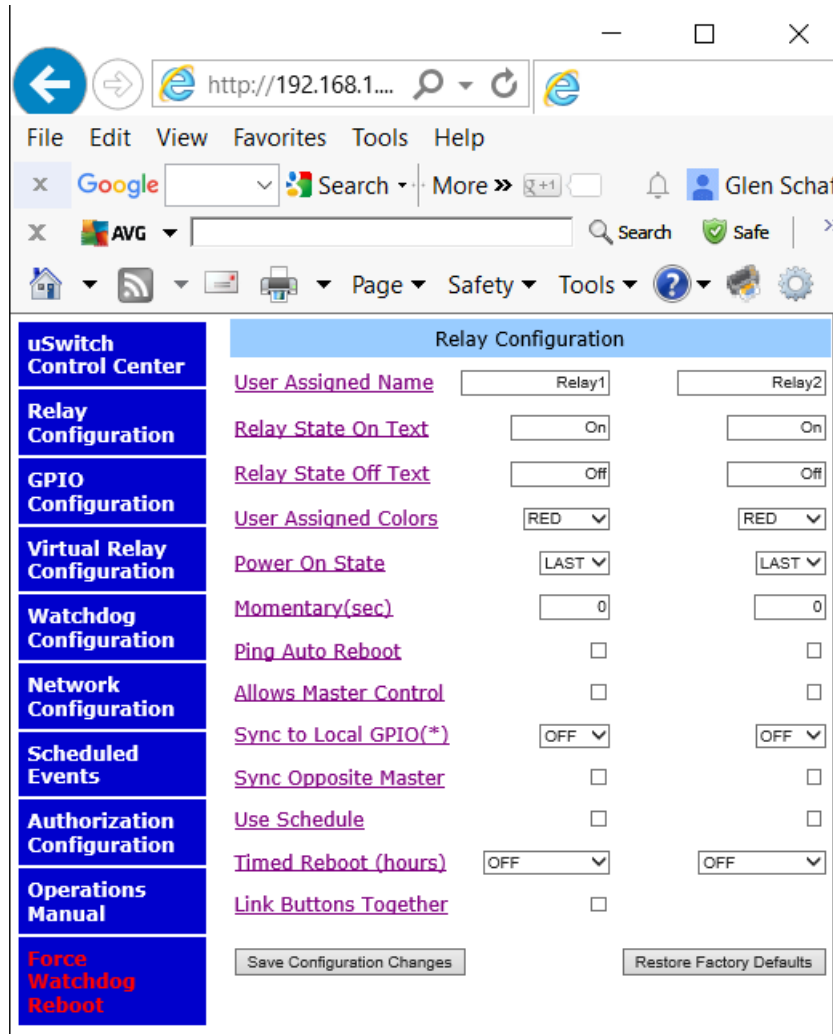 http://192.168.1....
File Edit View Favorites Tools Help
x Google Search More » g+1 Glen Schaf
x AVG Search Safe »
Page Safety Tools ?
Relay Configuration
uSwitch
Control Center
Relay
Configuration
GPIO
Configuration
Virtual Relay
Configuration
Watchdog
Configuration
Network
Configuration
Scheduled
Events
Authorization
Configuration
Operations
Manual
Force
Watchdog
Reboot
User Assigned Name Relay1 Relay2
Relay State On Text On On
Relay State Off Text Off Off
User Assigned Colors RED RED
Power On State LAST LAST
Momentary(sec) 0 0
Ping Auto Reboot
Allows Master Control
Sync to Local GPIO(*) OFF OFF
Sync Opposite Master
Use Schedule
Timed Reboot (hours) OFF OFF
Link Buttons Together
Save Configuration Changes Restore Factory Defaults